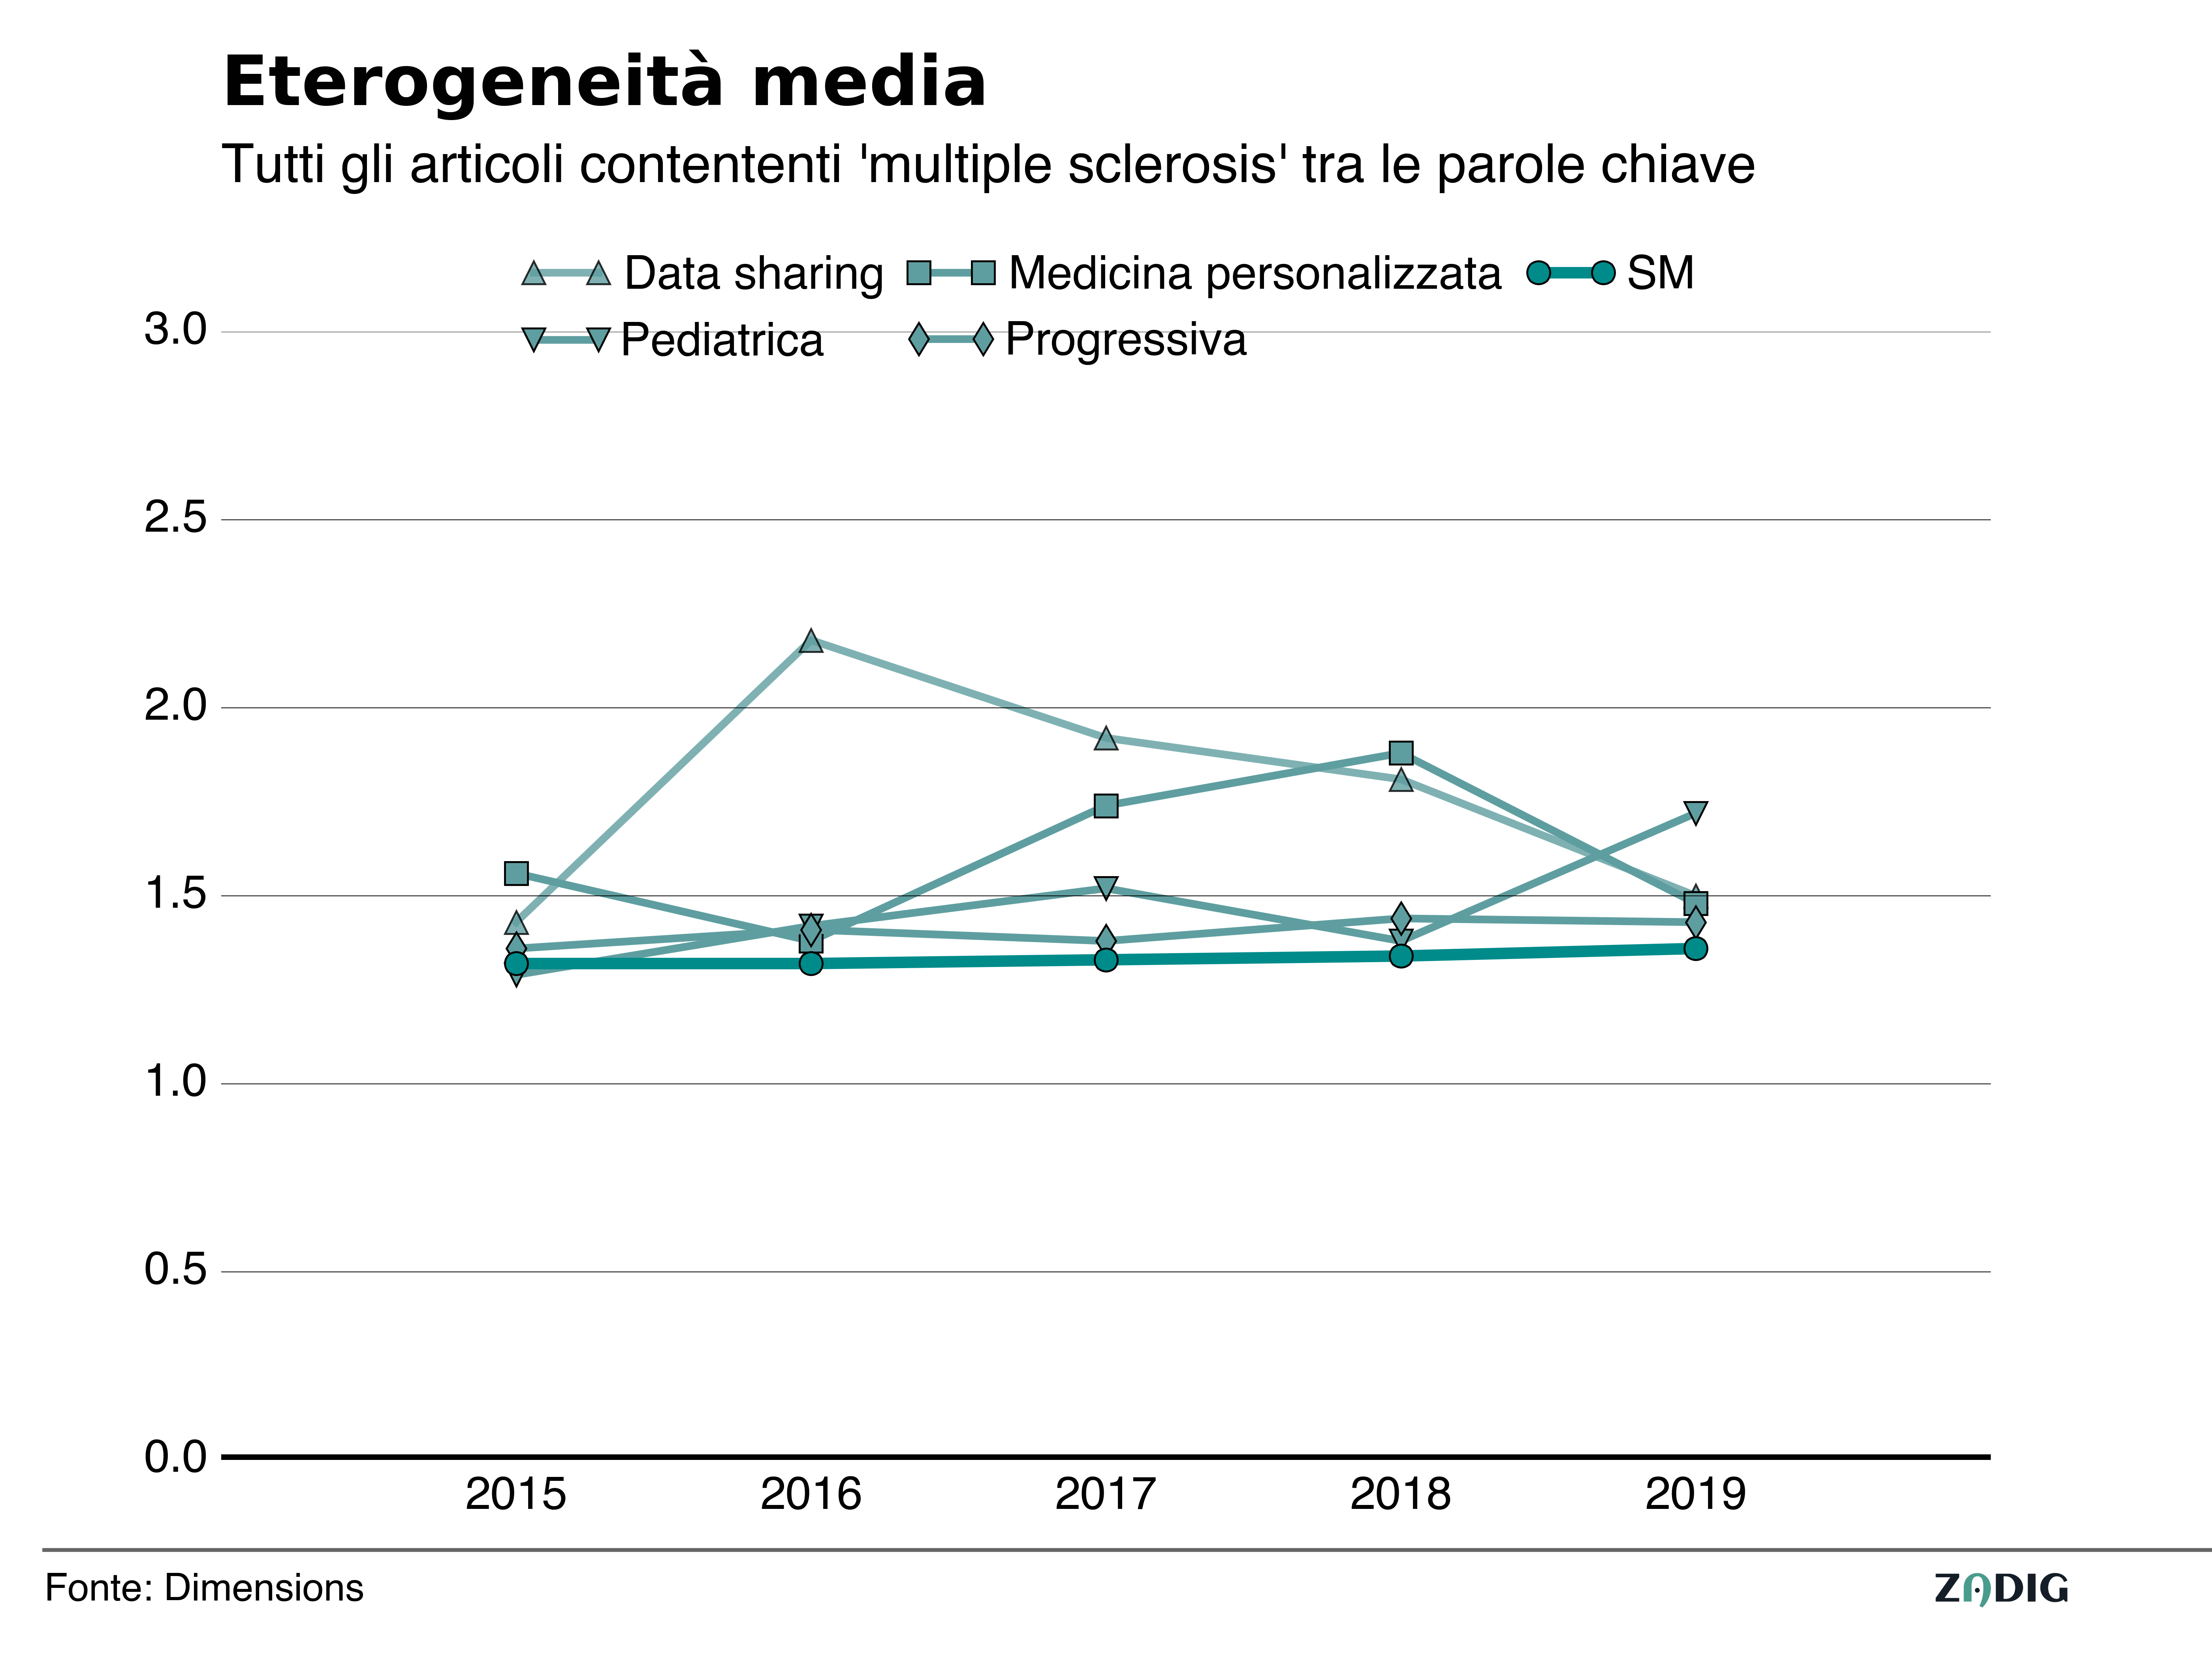 Eterogeneità media
Tutti gli articoli contententi 'multiple sclerosis' tra le parole chiave
Data sharing Medicina personalizzata SM
Pediatrica Progressiva
3.0
2.5
2.0
1.5
1.0
0.5
0.0
2015 2016 2017 2018 2019
Fonte: Dimensions
ZADIG